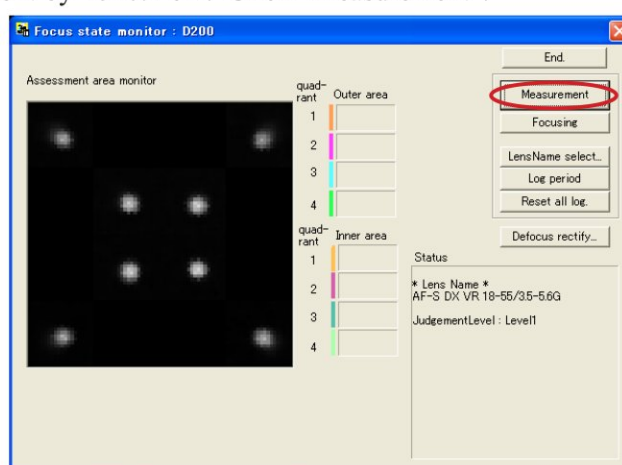 Focus state monitor : D200
End.
Assessment area monitor
quad-
rant Outer area
1
2
3
4
quad-
rant Inner area
1
2
3
4
Measurement
Focusing
LensName select...
Log period
Reset all log.
Defocus rectify...
Status
* Lens Name *
AF-S DX VR 18-55/3.5-5.6G
JudgementLevel : Level1